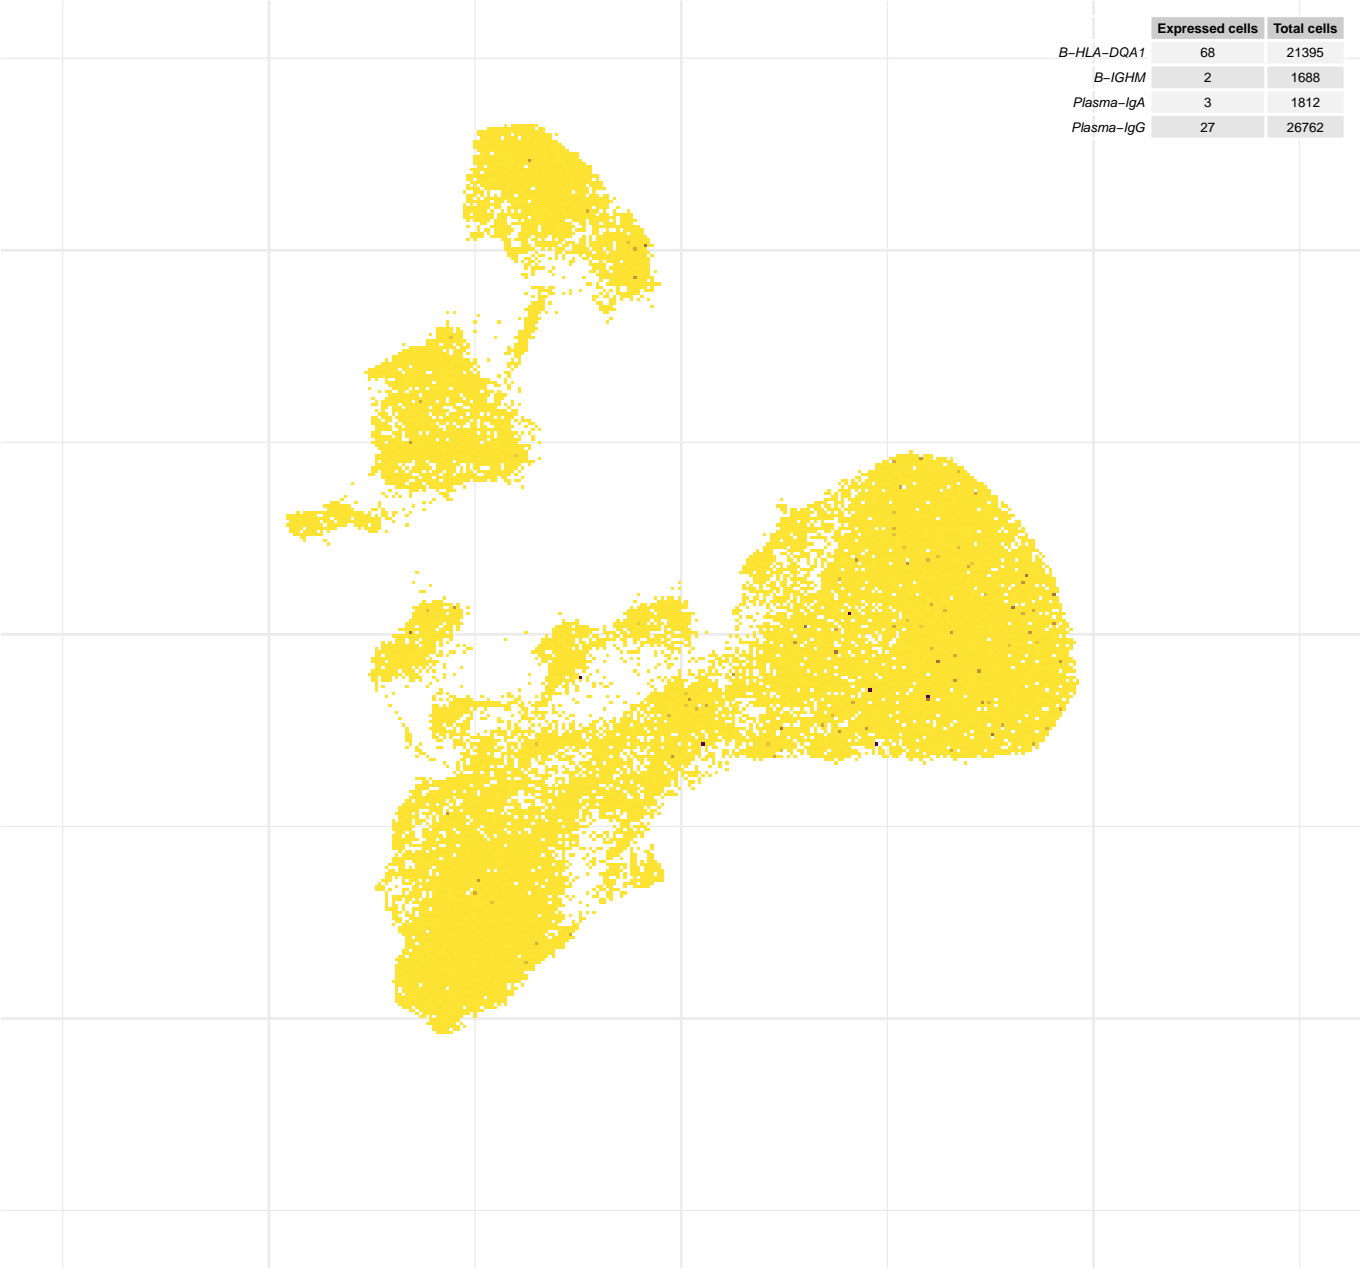 Expressed cells Total cells
B−HLA−DQA1 68 21395
B−IGHM 2 1688
Plasma−IgA 3 1812
Plasma−IgG 27 26762